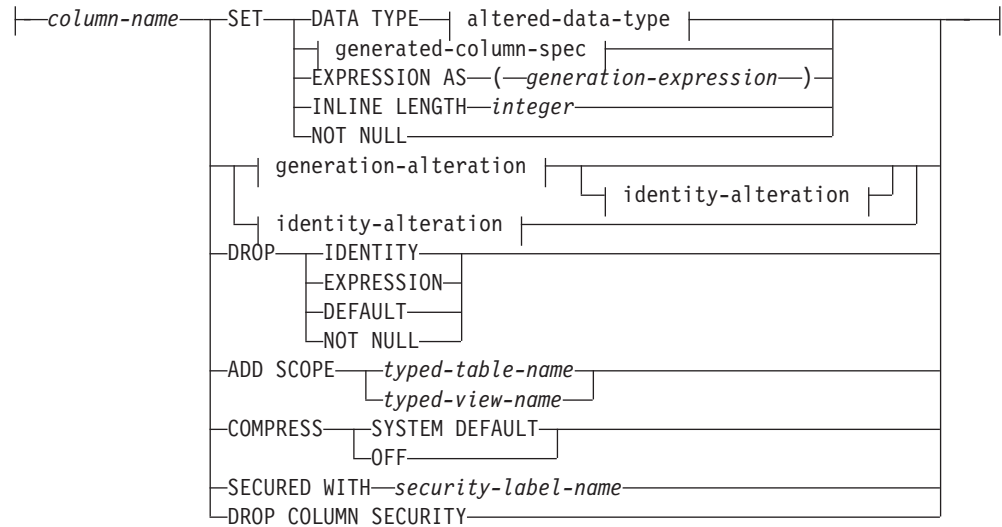 column-name SET DATA TYPE altered-data-type
generated-column-spec
EXPRESSION AS ( generation-expression )
INLINE LENGTH integer
NOT NULL
generation-alteration
identity-alteration
identity-alteration
DROP IDENTITY
EXPRESSION
DEFAULT
NOT NULL
ADD SCOPE typed-table-name
typed-view-name
COMPRESS SYSTEM DEFAULT
OFF
SECURED WITH security-label-name
DROP COLUMN SECURITY